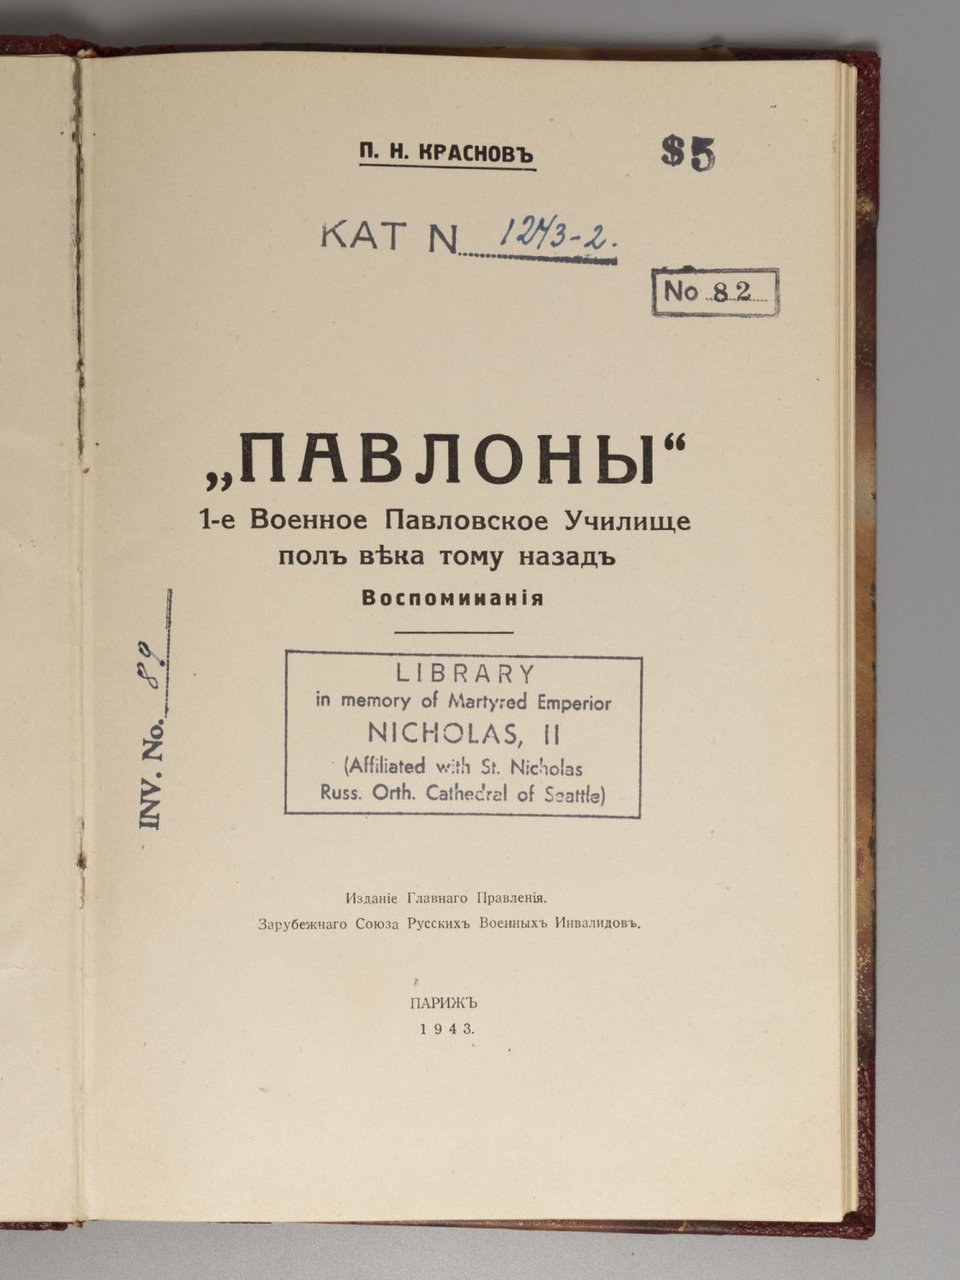 П. Н. КРАСНОВЪ
$5
КАТ N 1243-2.
No 82
„ПАВЛОНЫ“
1-е Военное Павловское Училище
полъ вѣка тому назадъ
Воспоминанія
INV. No. 89
LIBRARY
in memory of Martyred Emperior
NICHOLAS, II
(Affiliated with St. Nicholas
Russ. Orth. Cathedral of Seattle)
Изданіе Главнаго Правленія.
Зарубежнаго Союза Русскихъ Военныхъ Инвалидовъ.
ПАРИЖЪ
1943.